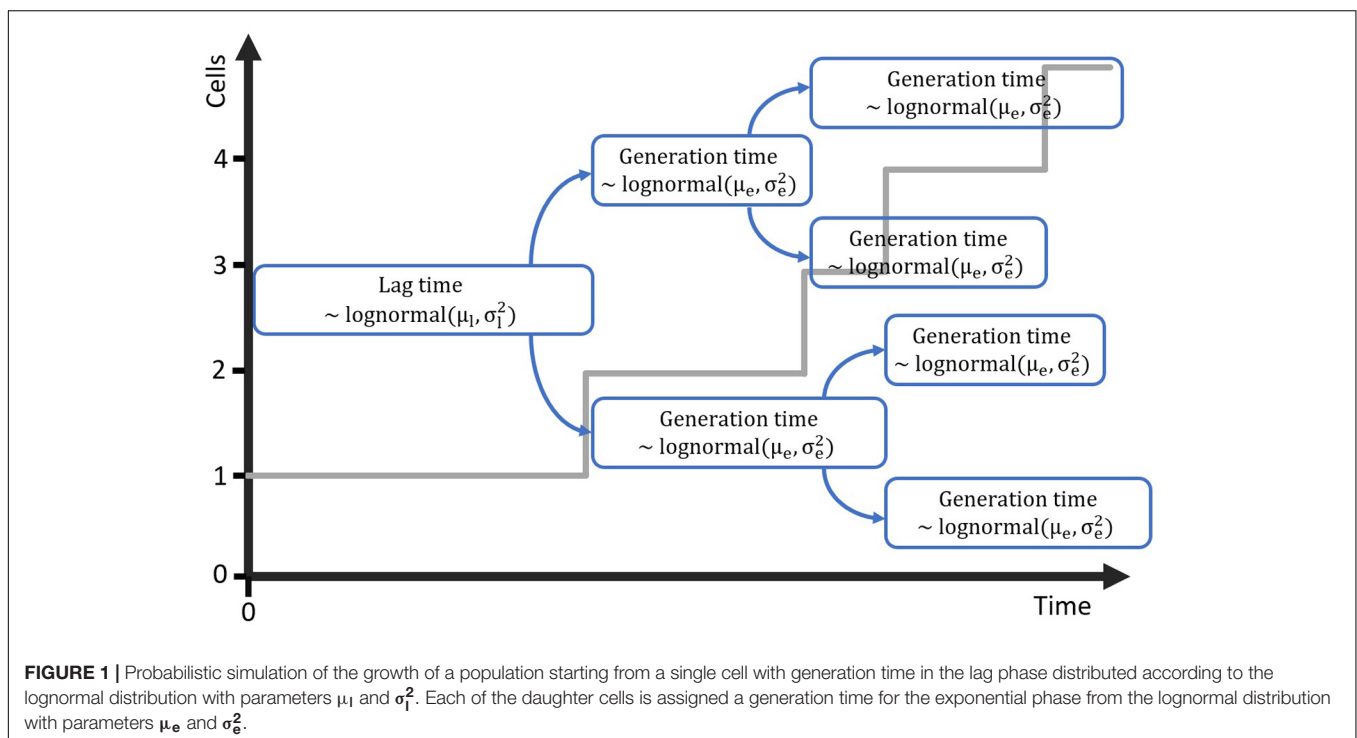 Cells
4
3
2
1
0
0
Time
Generation time
~ lognormal(μₑ, σₑ²)
Generation time
~ lognormal(μₑ, σₑ²)
Generation time
~ lognormal(μₑ, σₑ²)
Lag time
~ lognormal(μₗ, σₗ²)
Generation time
~ lognormal(μₑ, σₑ²)
Generation time
~ lognormal(μₑ, σₑ²)
Generation time
~ lognormal(μₑ, σₑ²)
FIGURE 1 | Probabilistic simulation of the growth of a population starting from a single cell with generation time in the lag phase distributed according to the
lognormal distribution with parameters μₗ and σₗ². Each of the daughter cells is assigned a generation time for the exponential phase from the lognormal distribution
with parameters μₑ and σₑ².